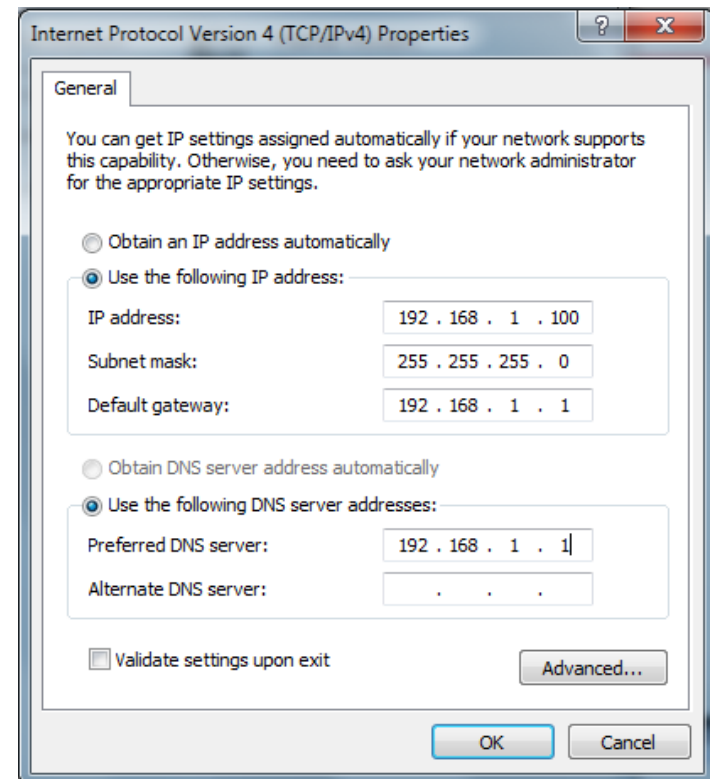 Internet Protocol Version 4 (TCP/IPv4) Properties
General
You can get IP settings assigned automatically if your network supports
this capability. Otherwise, you need to ask your network administrator
for the appropriate IP settings.
Obtain an IP address automatically
Use the following IP address:
IP address: 192 . 168 . 1 . 100
Subnet mask: 255 . 255 . 255 . 0
Default gateway: 192 . 168 . 1 . 1
Obtain DNS server address automatically
Use the following DNS server addresses:
Preferred DNS server: 192 . 168 . 1 . 1
Alternate DNS server: . . .
Validate settings upon exit
Advanced...
OK Cancel